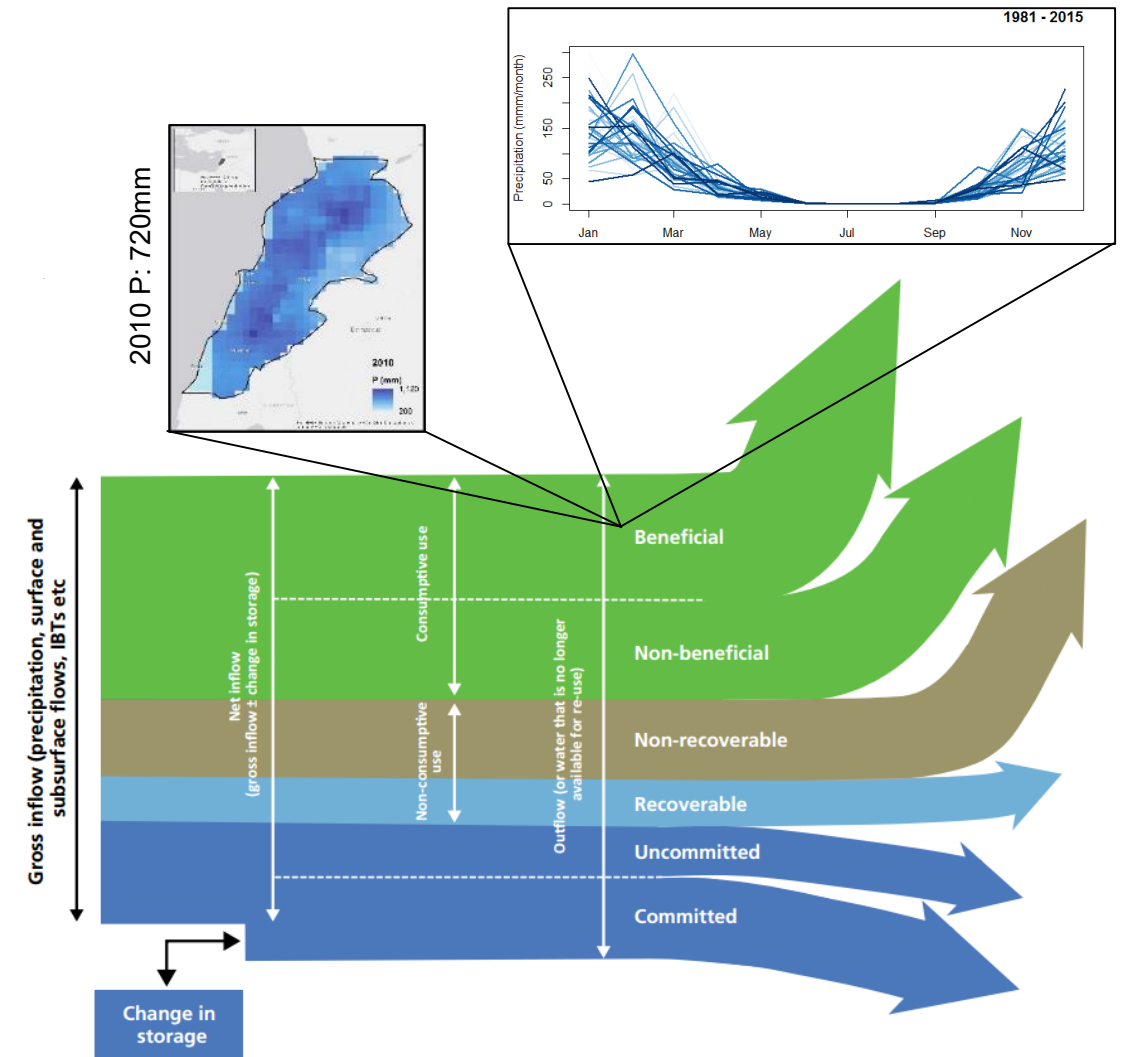 1981 - 2015
Precipitation (mmm/month)
250
150
50
0
Jan
Mar
May
Jul
Sep
Nov
2010 P: 720mm
2010
P (mm)
1,120
200
Gross inflow (precipitation, surface and
subsurface flows, IBTs etc
Net inflow
(gross inflow ± change in storage)
Consumptive use
Non-consumptive
use
Outflow (or water that is no longer
available for re-use)
Beneficial
Non-beneficial
Non-recoverable
Recoverable
Uncommitted
Committed
Change in
storage